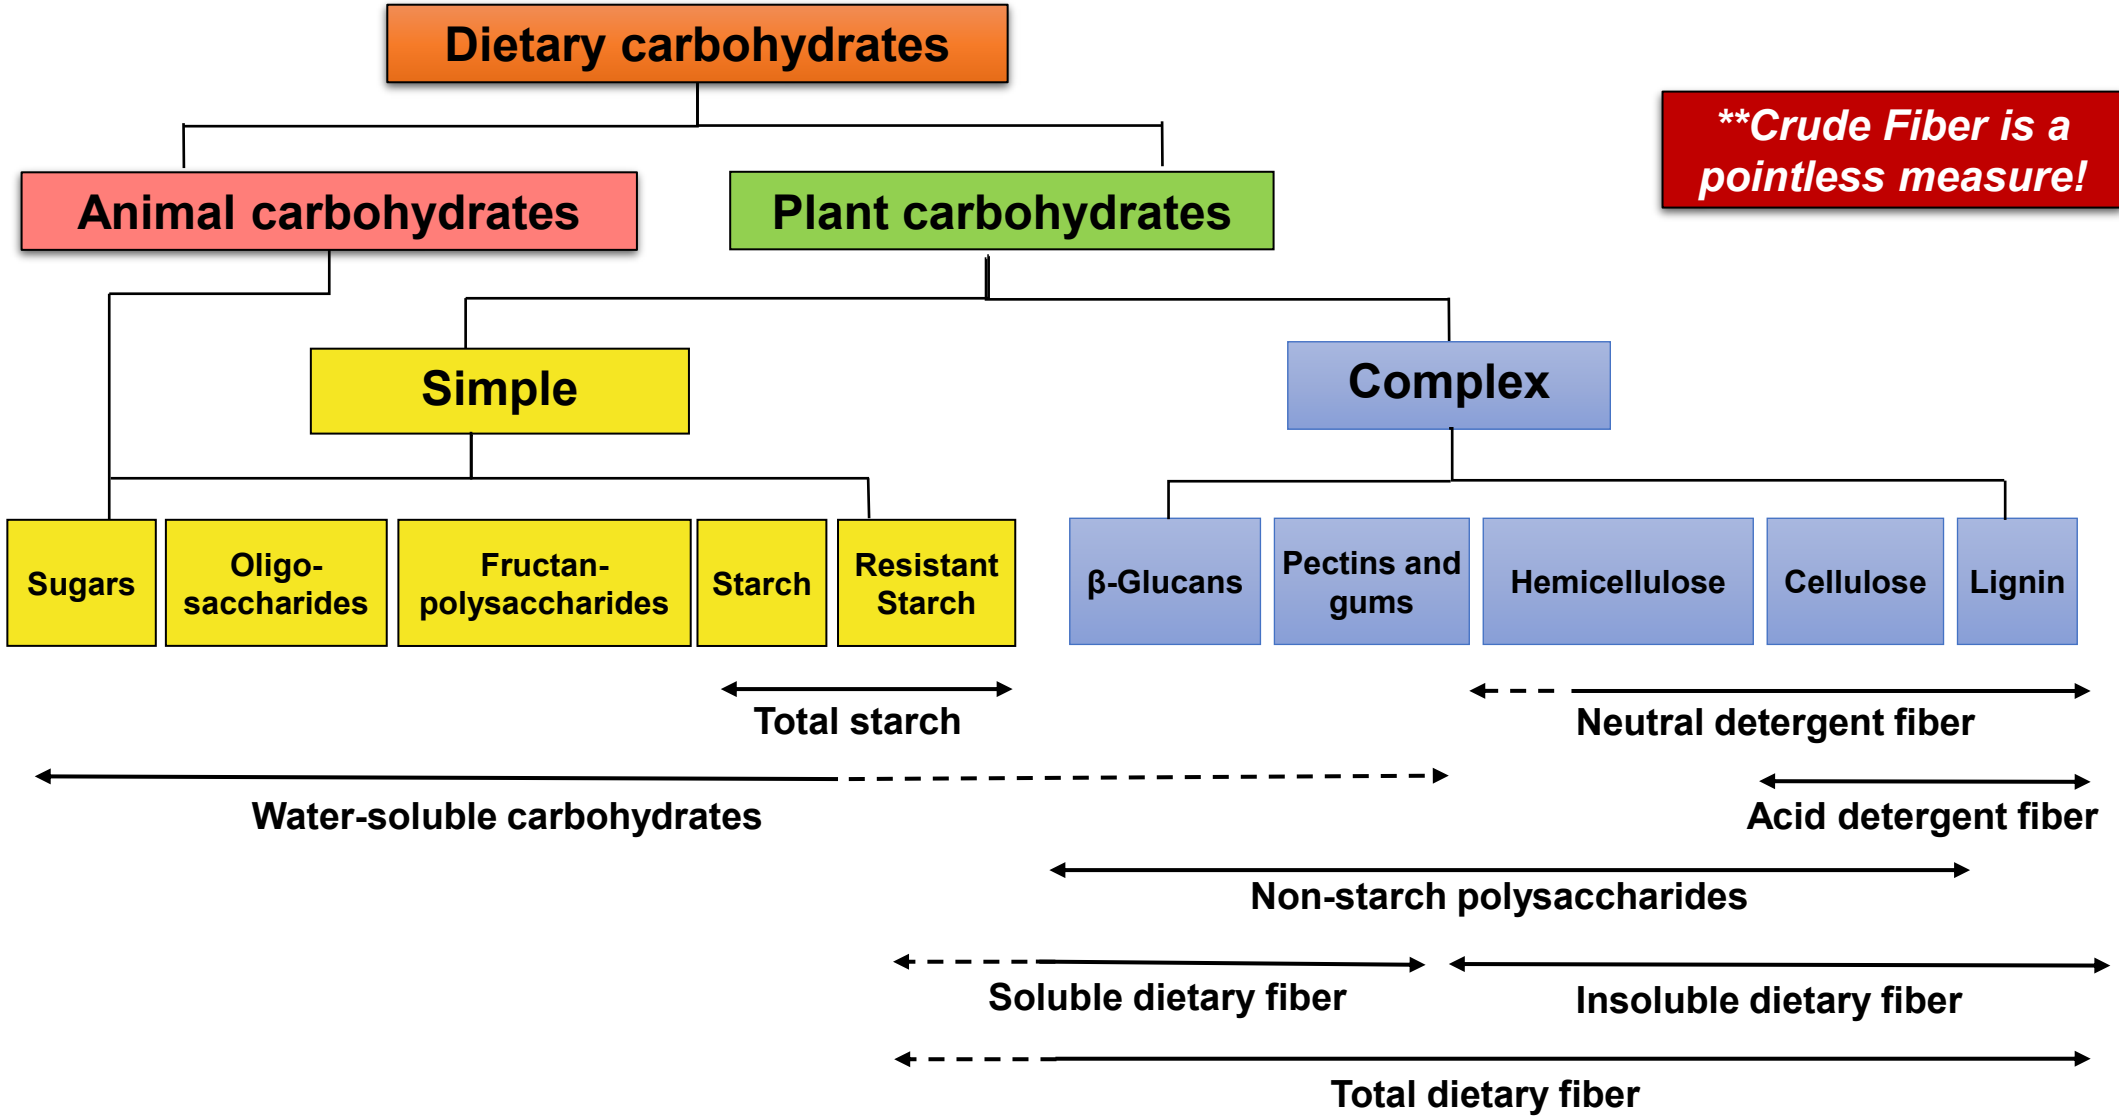 Dietary carbohydrates
**Crude Fiber is a
pointless measure!
Animal carbohydrates
Plant carbohydrates
Simple
Complex
Sugars
Oligo-
saccharides
Fructan-
polysaccharides
Starch
Resistant
Starch
β-Glucans
Pectins and
gums
Hemicellulose
Cellulose
Lignin
Total starch
Neutral detergent fiber
Water-soluble carbohydrates
Acid detergent fiber
Non-starch polysaccharides
Soluble dietary fiber
Insoluble dietary fiber
Total dietary fiber